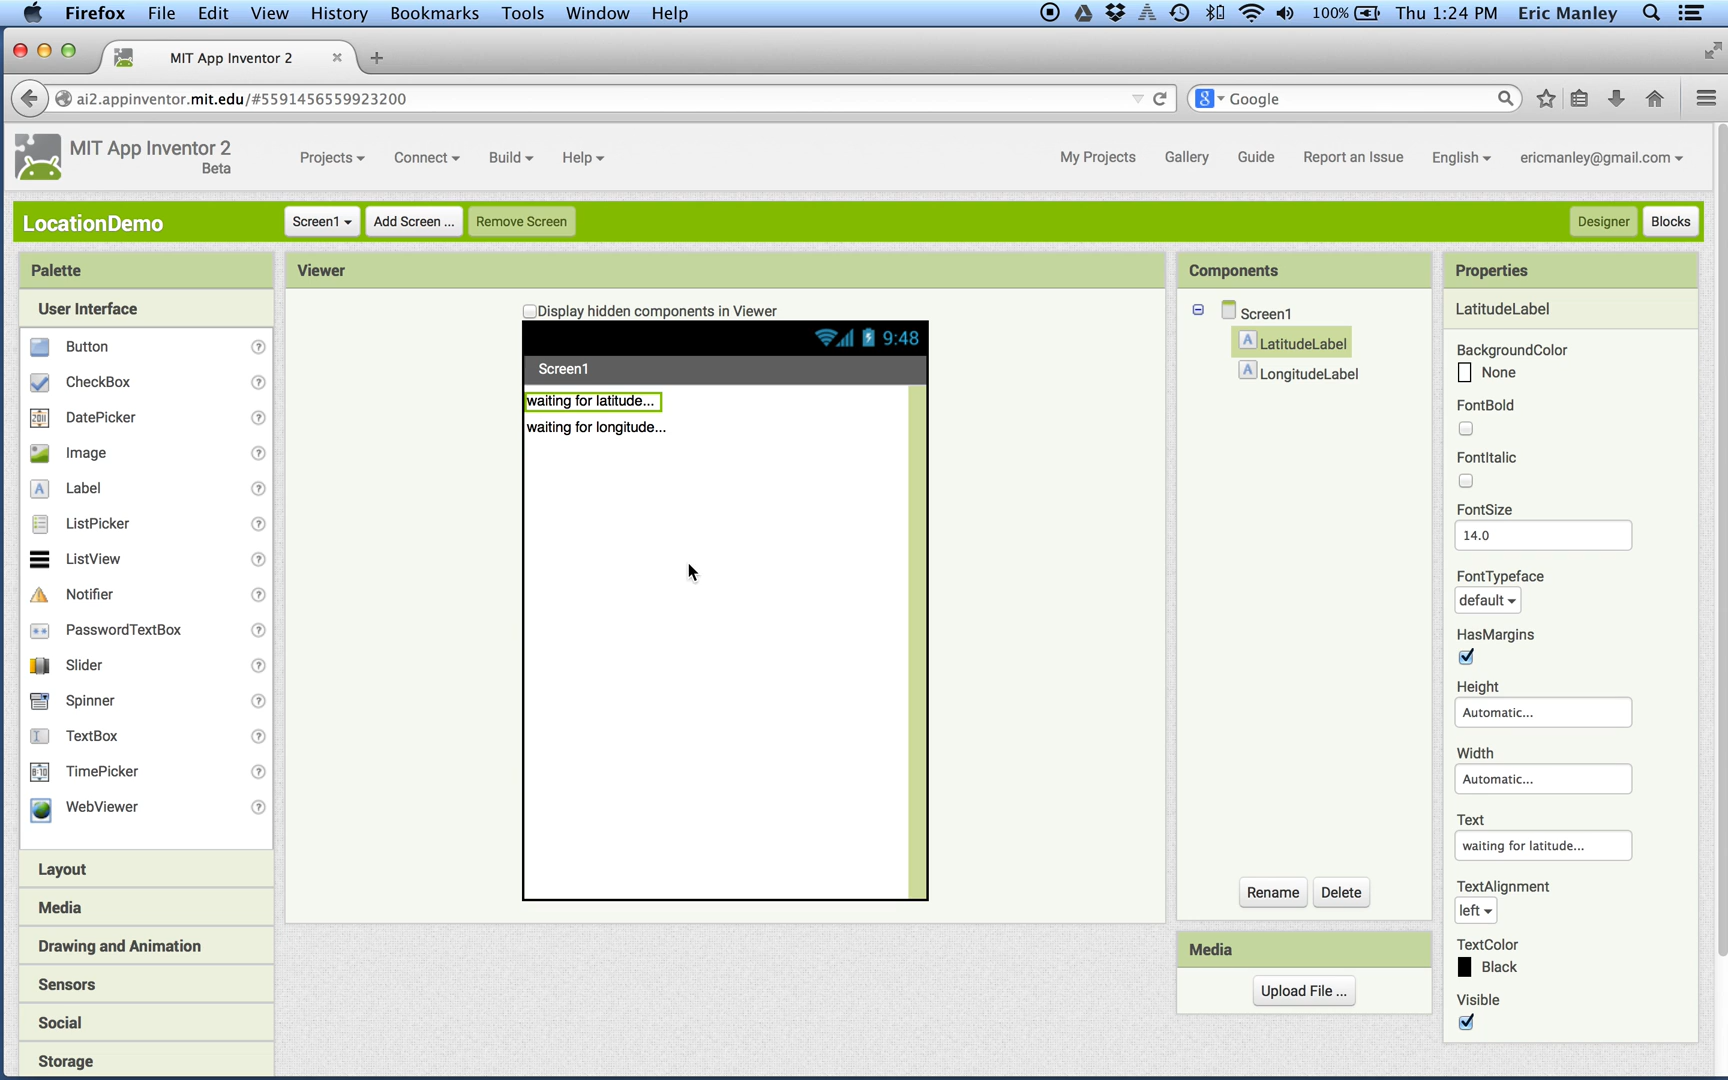 Firefox File Edit View History Bookmarks Tools Window Help 100% Thu 1:24 PM Eric Manley
MIT App Inventor 2
ai2.appinventor.mit.edu/#5591456559923200
8 Google
MIT App Inventor 2
Beta
Projects Connect Build Help My Projects Gallery Guide Report an Issue English ericmanley@gmail.com
LocationDemo Screen1 Add Screen ... Remove Screen Designer Blocks
Palette
User Interface
Button ?
CheckBox ?
2011 DatePicker ?
Image ?
A Label ?
ListPicker ?
ListView ?
Notifier ?
PasswordTextBox ?
Slider ?
Spinner ?
TextBox ?
8:10 TimePicker ?
WebViewer ?
Layout
Media
Drawing and Animation
Sensors
Social
Storage
Viewer
Display hidden components in Viewer
9:48
Screen1
waiting for latitude...
waiting for longitude...
Components
Screen1
A LatitudeLabel
A LongitudeLabel
Rename Delete
Media
Upload File ...
Properties
LatitudeLabel
BackgroundColor
None
FontBold
FontItalic
FontSize
14.0
FontTypeface
default
HasMargins
Height
Automatic...
Width
Automatic...
Text
waiting for latitude...
TextAlignment
left
TextColor
Black
Visible